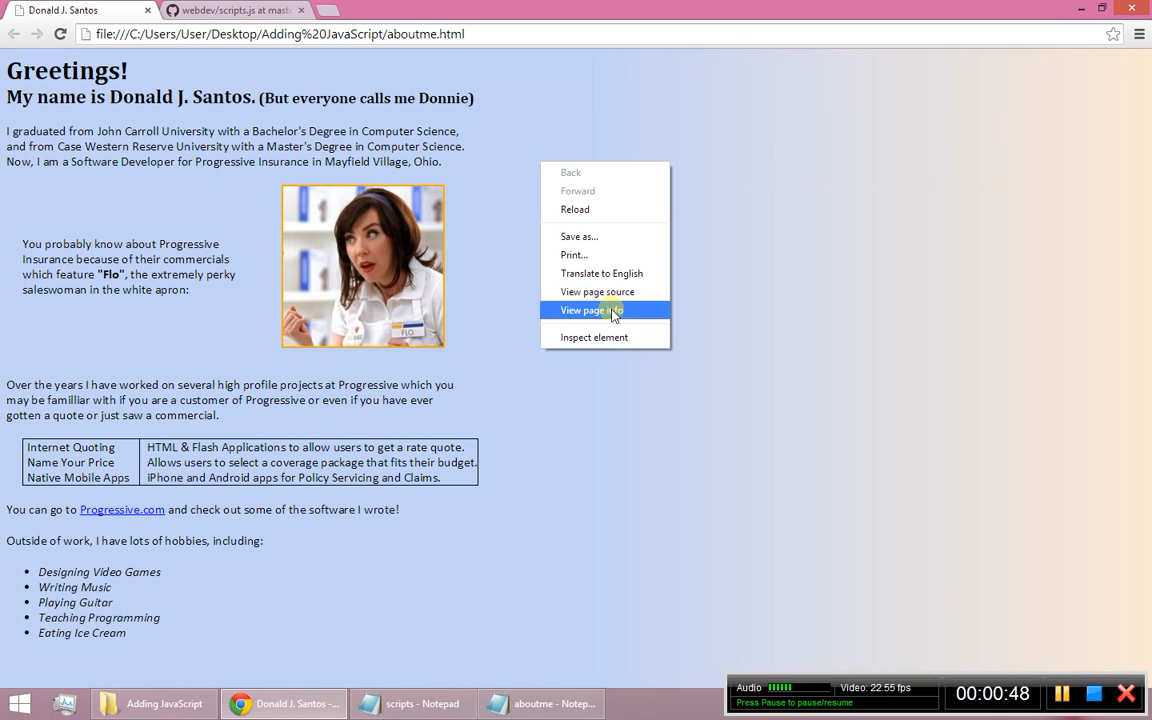 Donald J. Santos
webdev/scripts.js at mast
file:///C:/Users/User/Desktop/Adding%20JavaScript/aboutme.html
Greetings!
My name is Donald J. Santos. (But everyone calls me Donnie)
I graduated from John Carroll University with a Bachelor's Degree in Computer Science,
and from Case Western Reserve University with a Master's Degree in Computer Science.
Now, I am a Software Developer for Progressive Insurance in Mayfield Village, Ohio.
You probably know about Progressive
Insurance because of their commercials
which feature "Flo", the extremely perky
saleswoman in the white apron:
FLO
Back
Forward
Reload
Save as...
Print...
Translate to English
View page source
View page info
Inspect element
Over the years I have worked on several high profile projects at Progressive which you
may be familliar with if you are a customer of Progressive or even if you have ever
gotten a quote or just saw a commercial.
Internet Quoting HTML & Flash Applications to allow users to get a rate quote.
Name Your Price Allows users to select a coverage package that fits their budget.
Native Mobile Apps iPhone and Android apps for Policy Servicing and Claims.
You can go to Progressive.com and check out some of the software I wrote!
Outside of work, I have lots of hobbies, including:
• Designing Video Games
• Writing Music
• Playing Guitar
• Teaching Programming
• Eating Ice Cream
Audio Video: 22.55 fps
Press Pause to pause/resume
00:00:48
Adding JavaScript
Donald J. Santos -...
scripts - Notepad
aboutme - Notep...